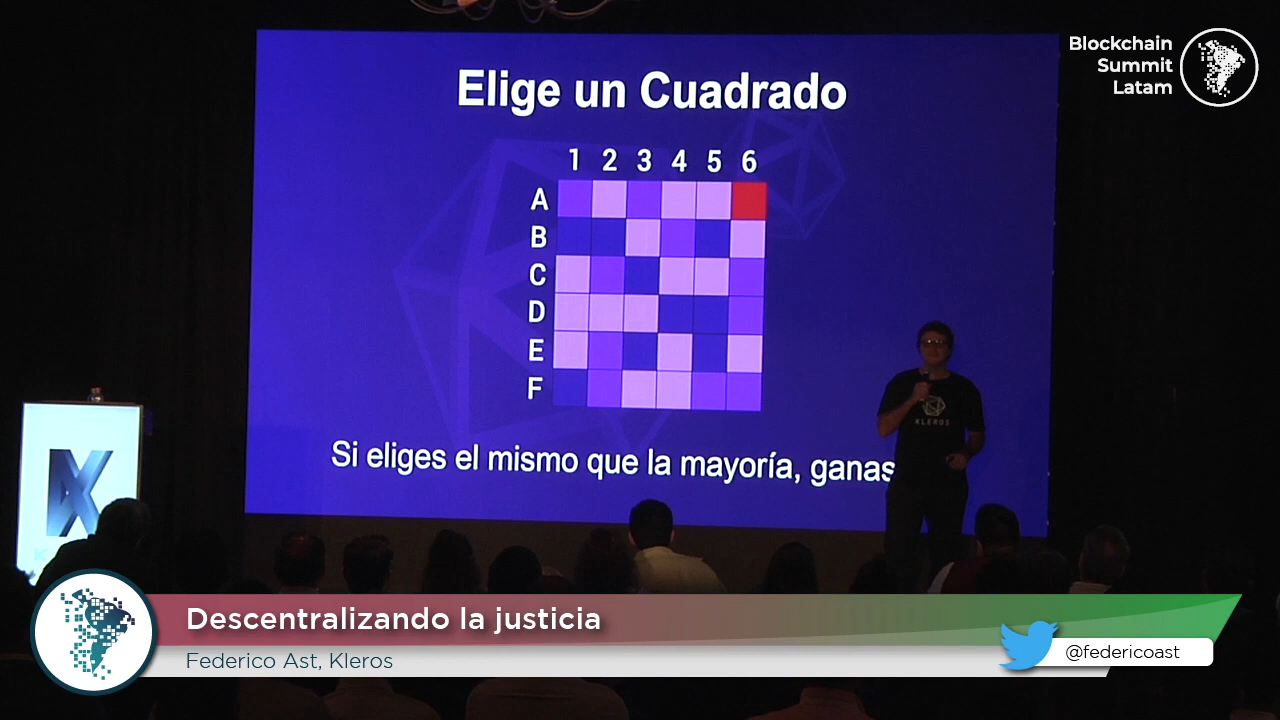 Blockchain
Summit
Latam
Elige un Cuadrado
1 2 3 4 5 6
A
B
C
D
E
F
Si eliges el mismo que la mayoría, ganas
KLEROS
Descentralizando la justicia
Federico Ast, Kleros
@federicoast